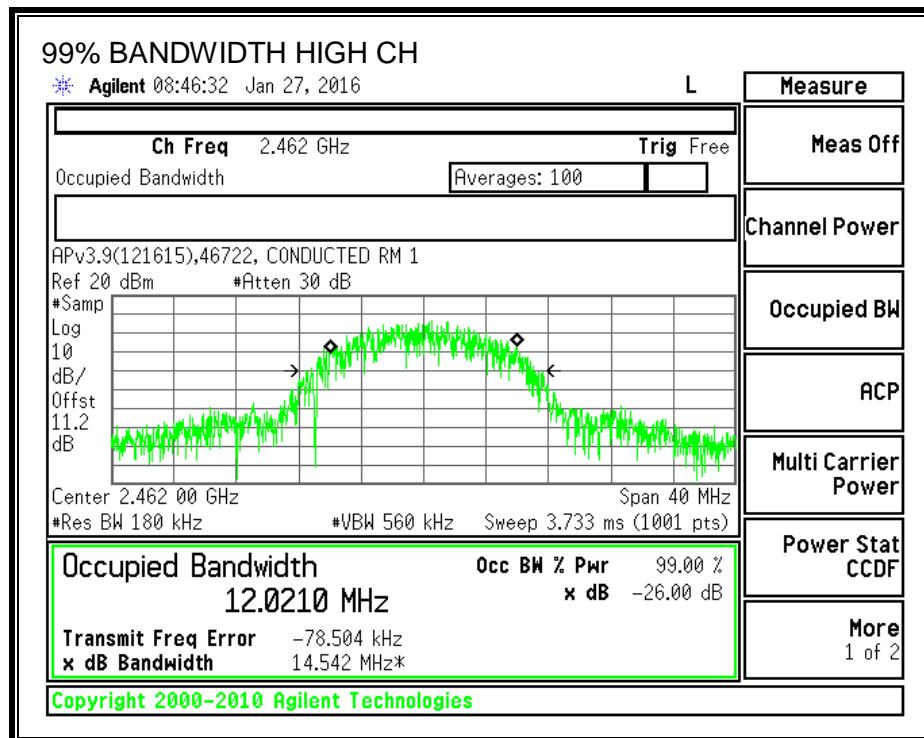 99% BANDWIDTH HIGH CH
Agilent 08:46:32 Jan 27, 2016 L
Measure
Ch Freq 2.462 GHz Trig Free
Occupied Bandwidth Averages: 100
APv3.9(121615),46722, CONDUCTED RM 1
Ref 20 dBm #Atten 30 dB
#Samp
Log
10
dB/
Offst
11.2
dB
Center 2.462 00 GHz Span 40 MHz
#Res BW 180 kHz #VBW 560 kHz Sweep 3.733 ms (1001 pts)
Occupied Bandwidth Occ BW % Pwr 99.00 %
12.0210 MHz x dB -26.00 dB
Transmit Freq Error -78.504 kHz
x dB Bandwidth 14.542 MHz*
Copyright 2000-2010 Agilent Technologies
Meas Off
Channel Power
Occupied BW
ACP
Multi Carrier
Power
Power Stat
CCDF
More
1 of 2